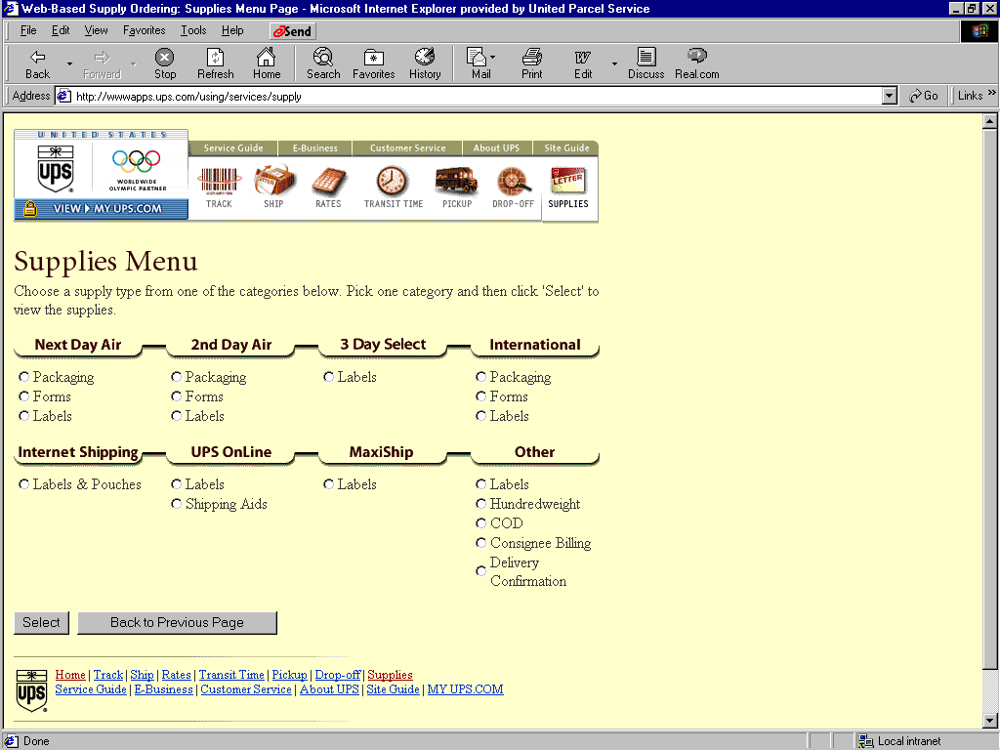 Web-Based Supply Ordering: Supplies Menu Page - Microsoft Internet Explorer provided by United Parcel Service
File Edit View Favorites Tools Help Send
Back Forward Stop Refresh Home Search Favorites History Mail Print Edit Discuss Real.com
Address http://wwwapps.ups.com/using/services/supply Go Links »
UNITED STATES
Service Guide E-Business Customer Service About UPS Site Guide
ups
WORLDWIDE
OLYMPIC PARTNER
LETTER
TRACK SHIP RATES TRANSIT TIME PICKUP DROP-OFF SUPPLIES
VIEW MY UPS.COM
Supplies Menu
Choose a supply type from one of the categories below. Pick one category and then click 'Select' to
view the supplies.
Next Day Air 2nd Day Air 3 Day Select International
Packaging Packaging Labels Packaging
Forms Forms Forms
Labels Labels Labels
Internet Shipping UPS OnLine MaxiShip Other
Labels & Pouches Labels Labels Labels
Shipping Aids Hundredweight
COD
Consignee Billing
Delivery
Confirmation
Select Back to Previous Page
Home | Track | Ship | Rates | Transit Time | Pickup | Drop-off | Supplies
ups Service Guide | E-Business | Customer Service | About UPS | Site Guide | MY UPS.COM
Done Local intranet